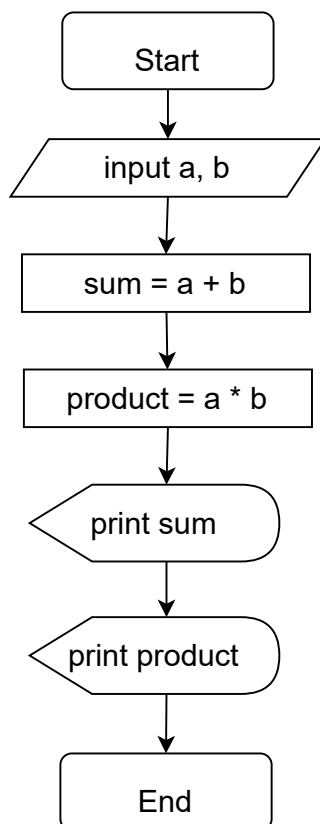 Start
input a, b
sum = a + b
product = a * b
print sum
print product
End